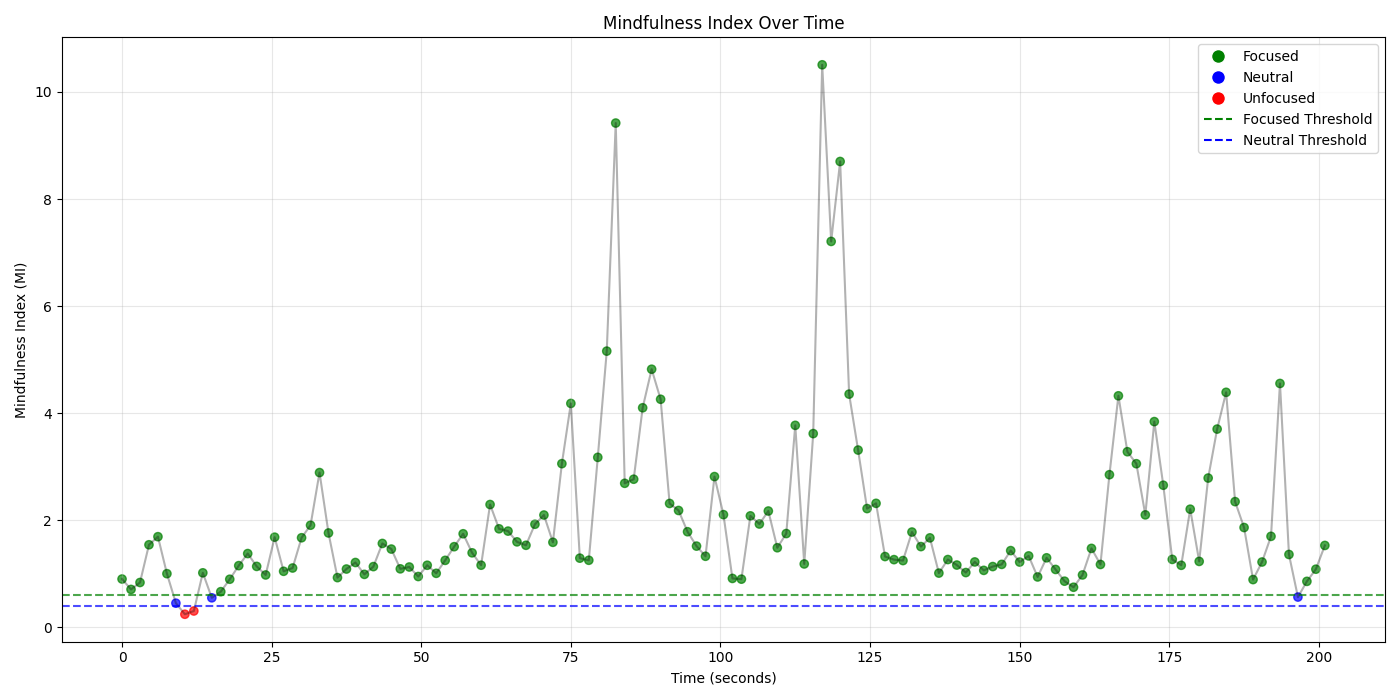 Mindfulness Index Over Time
Focused
Neutral
Unfocused
Focused Threshold
Neutral Threshold
Mindfulness Index (MI)
10
8
6
4
2
0
0 25 50 75 100 125 150 175 200
Time (seconds)